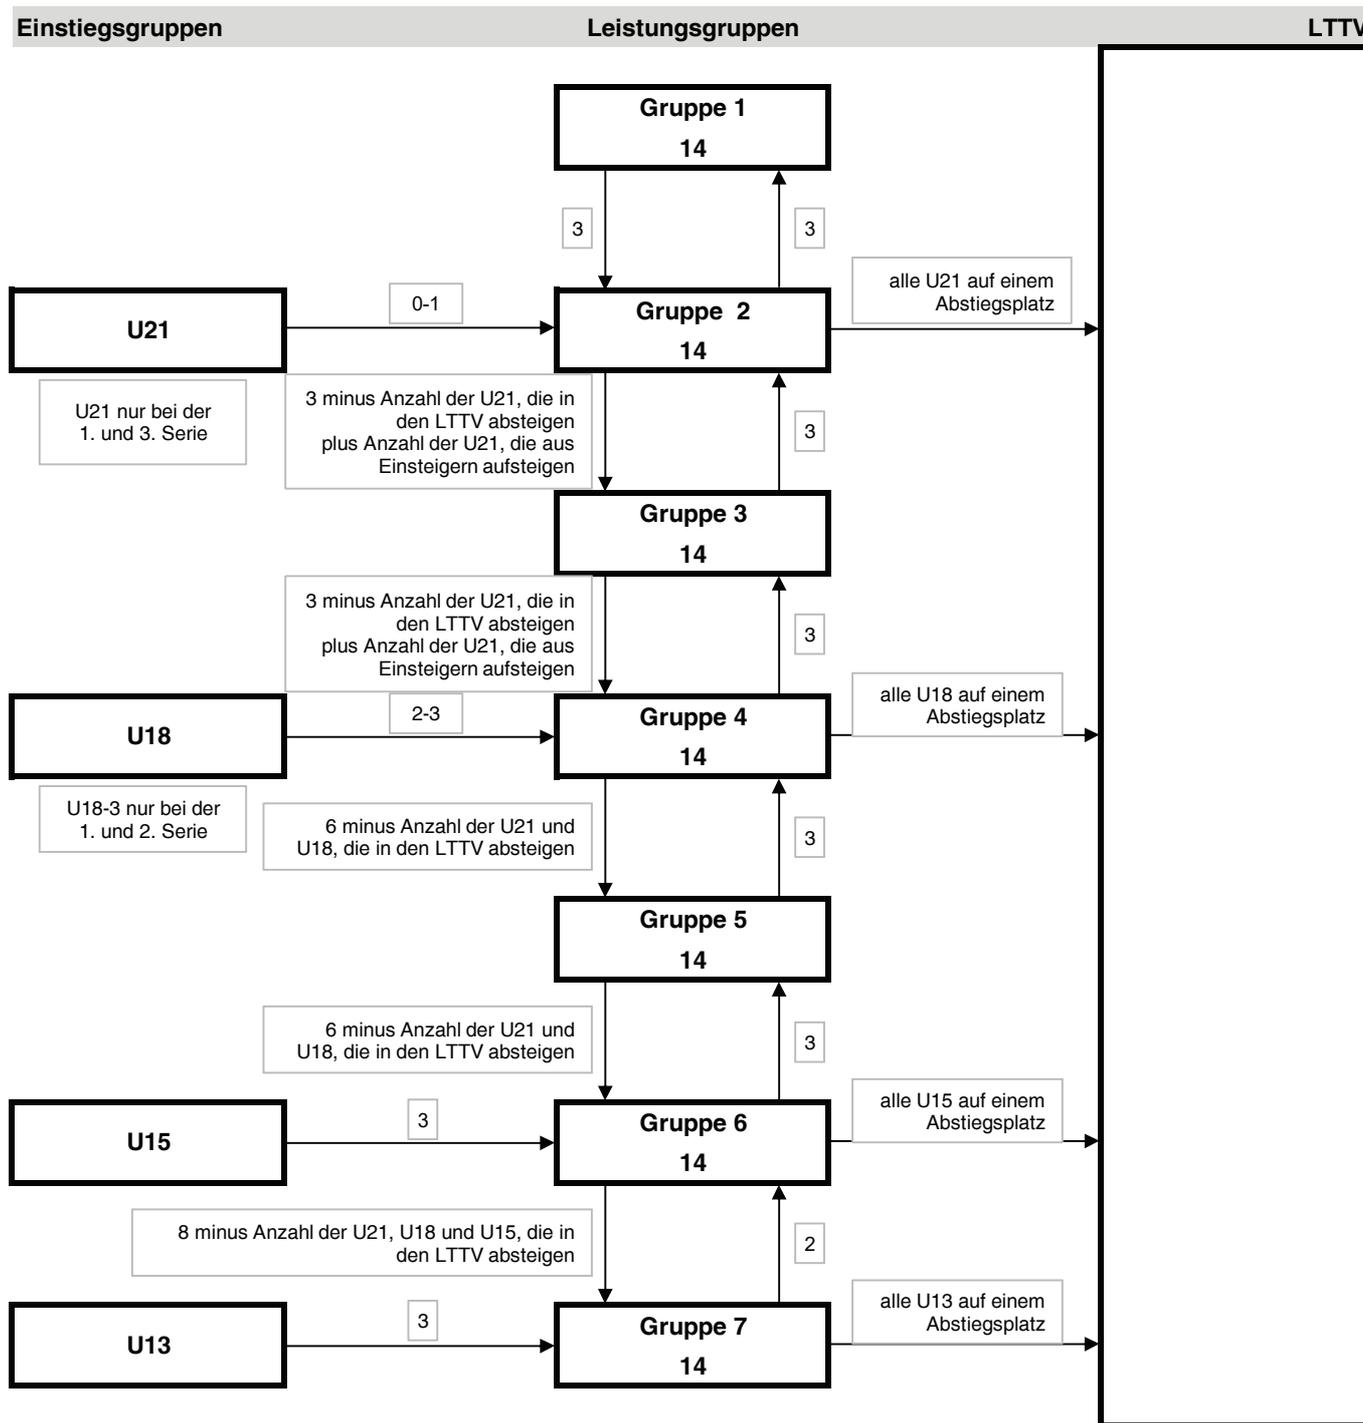 Einstiegsgruppen Leistungsgruppen LTTV
Gruppe 1
14
3 3
U21
0-1
Gruppe 2
14
alle U21 auf einem
Abstiegsplatz
U21 nur bei der
1. und 3. Serie
3 minus Anzahl der U21, die in
den LTTV absteigen
plus Anzahl der U21, die aus
Einsteigern aufsteigen
3
Gruppe 3
14
3 minus Anzahl der U21, die in
den LTTV absteigen
plus Anzahl der U21, die aus
Einsteigern aufsteigen
3
U18
2-3
Gruppe 4
14
alle U18 auf einem
Abstiegsplatz
U18-3 nur bei der
1. und 2. Serie
6 minus Anzahl der U21 und
U18, die in den LTTV absteigen
3
Gruppe 5
14
6 minus Anzahl der U21 und
U18, die in den LTTV absteigen
3
U15
3
Gruppe 6
14
alle U15 auf einem
Abstiegsplatz
8 minus Anzahl der U21, U18 und U15, die in
den LTTV absteigen
2
U13
3
Gruppe 7
14
alle U13 auf einem
Abstiegsplatz